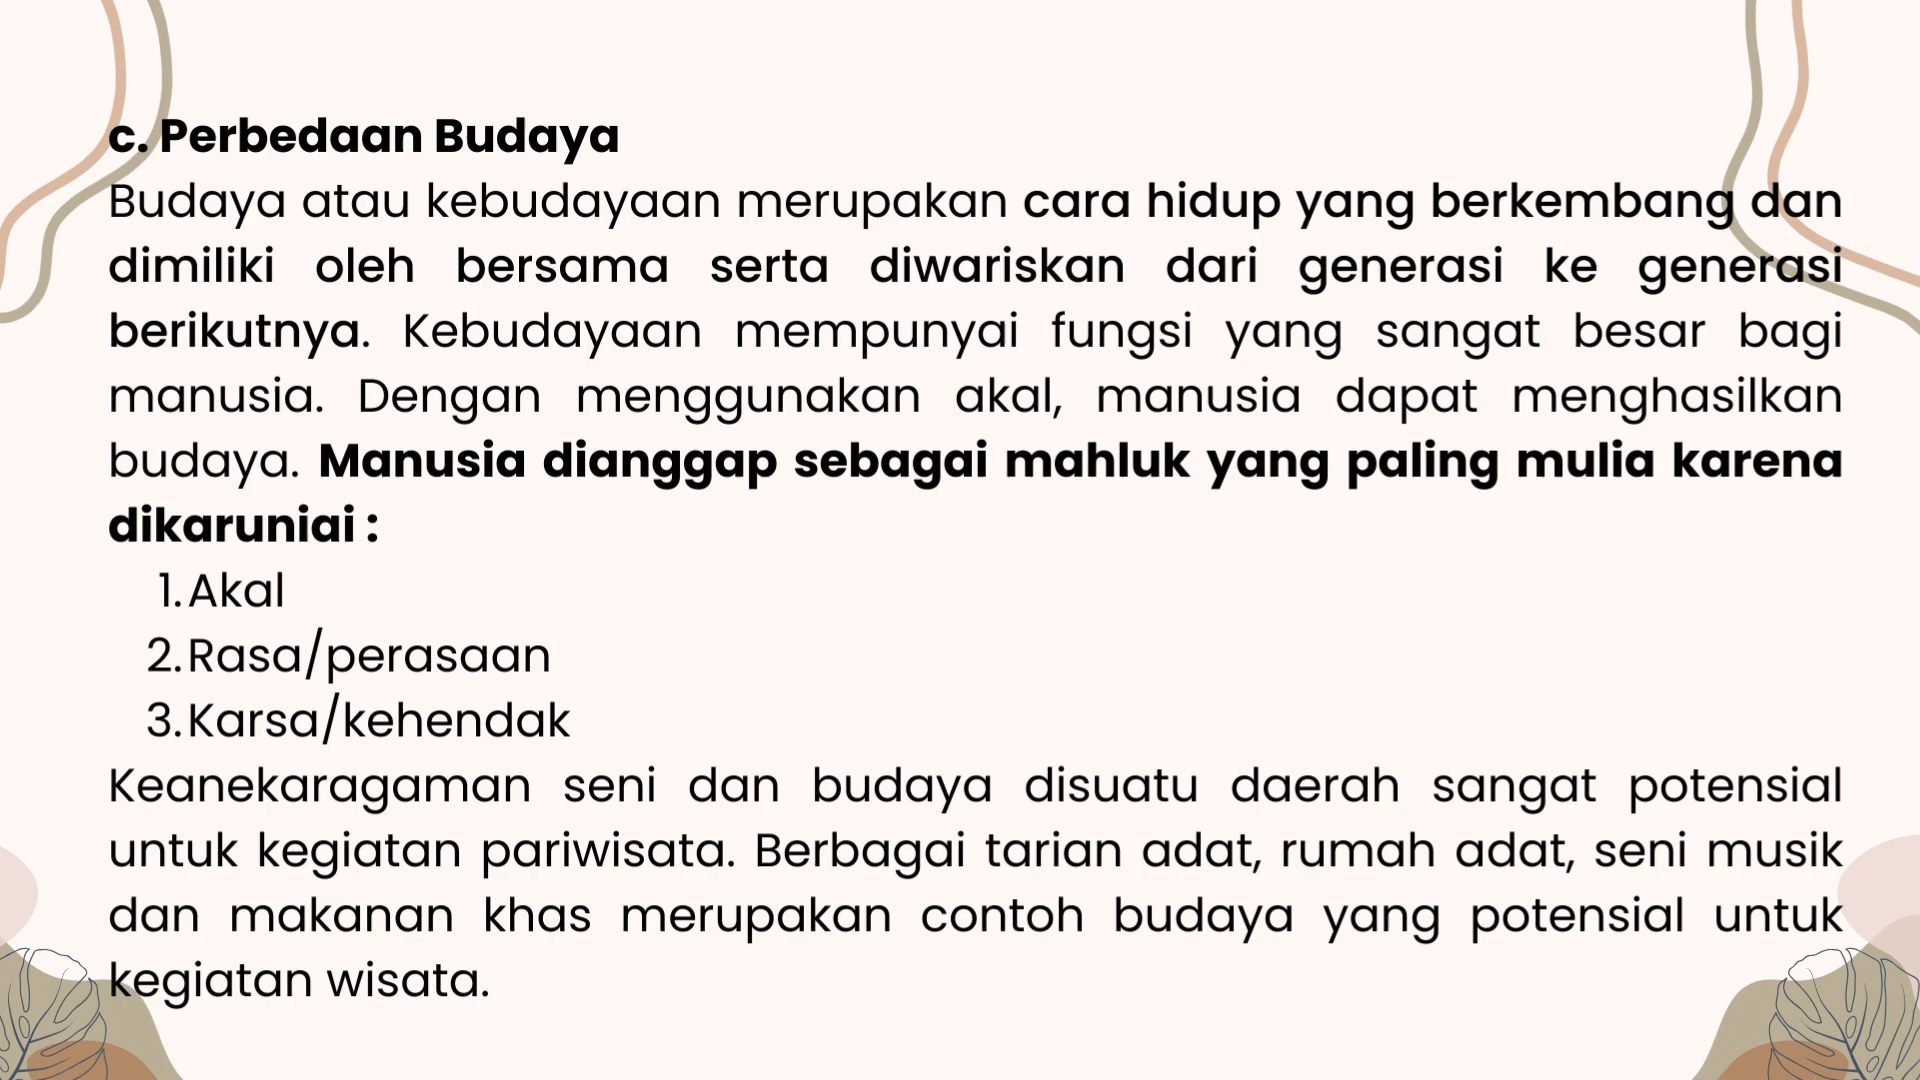 c. Perbedaan Budaya
Budaya atau kebudayaan merupakan cara hidup yang berkembang dan
dimiliki oleh bersama serta diwariskan dari generasi ke generasi
berikutnya. Kebudayaan mempunyai fungsi yang sangat besar bagi
manusia. Dengan menggunakan akal, manusia dapat menghasilkan
budaya. Manusia dianggap sebagai mahluk yang paling mulia karena
dikaruniai :
1. Akal
2. Rasa/perasaan
3. Karsa/kehendak
Keanekaragaman seni dan budaya disuatu daerah sangat potensial
untuk kegiatan pariwisata. Berbagai tarian adat, rumah adat, seni musik
dan makanan khas merupakan contoh budaya yang potensial untuk
kegiatan wisata.